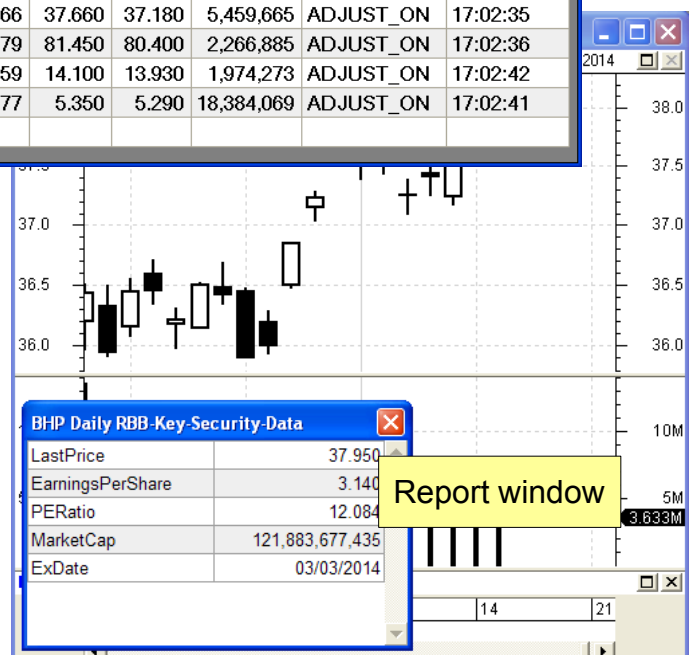 66 37.660 37.180 5,459,665 ADJUST_ON 17:02:35
79 81.450 80.400 2,266,885 ADJUST_ON 17:02:36
59 14.100 13.930 1,974,273 ADJUST_ON 17:02:42
77 5.350 5.290 18,384,069 ADJUST_ON 17:02:41
2014
38.0
37.5
37.0 37.0
36.5 36.5
36.0 36.0
BHP Daily RBB-Key-Security-Data
LastPrice 37.950
EarningsPerShare 3.140
PERatio 12.084
MarketCap 121,883,677,435
ExDate 03/03/2014
Report window
10M
5M
3.633M
14 21